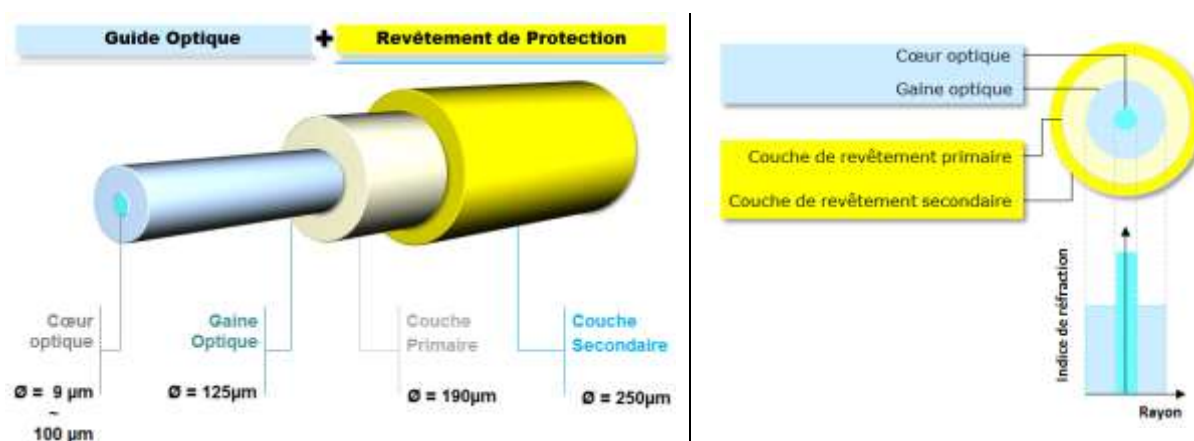 Guide Optique + Revêtement de Protection
Cœur
optique
Ø = 9 µm
~
100 µm
Gaine
Optique
Ø = 125µm
Couche
Primaire
Ø = 190µm
Couche
Secondaire
Ø = 250µm
Cœur optique
Gaine optique
Couche de revêtement primaire
Couche de revêtement secondaire
Indice de réfraction
Rayon